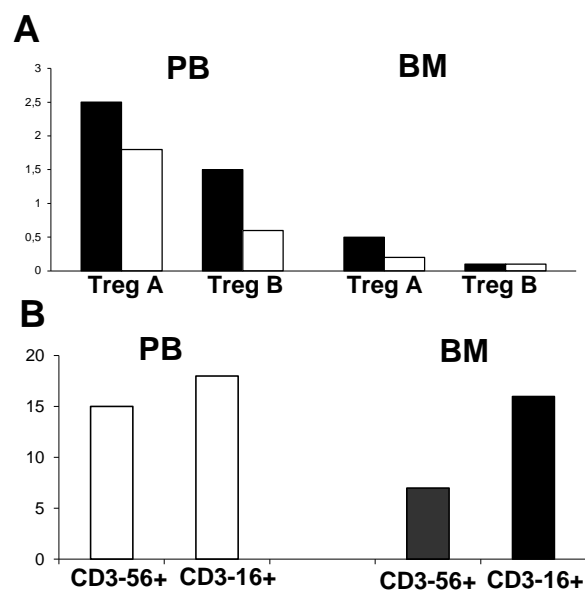 A
PB BM
3
2,5
2
1,5
1
0,5
0
Treg A Treg B Treg A Treg B
B
PB BM
20
15
10
5
0
CD3-56+ CD3-16+ CD3-56+ CD3-16+